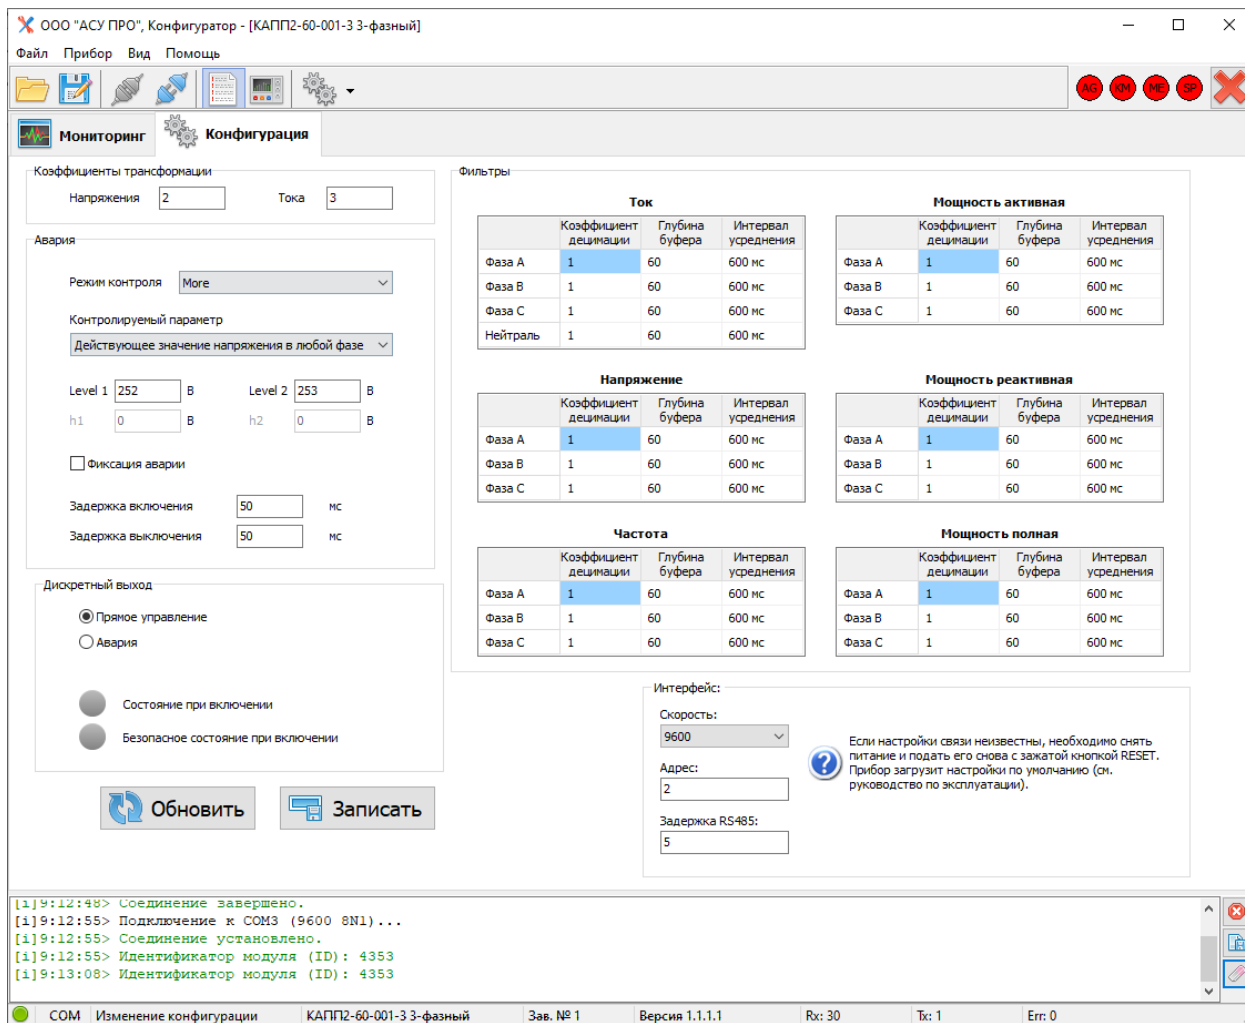 ООО "АСУ ПРО", Конфигуратор - [КАПП2-60-001-3 3-фазный]
Файл Прибор Вид Помощь
AG KM ME SP
Мониторинг Конфигурация
Коэффициенты трансформации
Напряжения 2 Тока 3
Авария
Режим контроля More
Контролируемый параметр
Действующее значение напряжения в любой фазе
Level 1 252 В Level 2 253 В
h1 0 В h2 0 В
Фиксация аварии
Задержка включения 50 мс
Задержка выключения 50 мс
Дискретный выход
Прямое управление
Авария
Состояние при включении
Безопасное состояние при включении
Обновить Записать
Фильтры
Ток
Коэффициент децимации Глубина буфера Интервал усреднения
Фаза A 1 60 600 мс
Фаза B 1 60 600 мс
Фаза C 1 60 600 мс
Нейтраль 1 60 600 мс
Мощность активная
Коэффициент децимации Глубина буфера Интервал усреднения
Фаза A 1 60 600 мс
Фаза B 1 60 600 мс
Фаза C 1 60 600 мс
Напряжение
Коэффициент децимации Глубина буфера Интервал усреднения
Фаза A 1 60 600 мс
Фаза B 1 60 600 мс
Фаза C 1 60 600 мс
Мощность реактивная
Коэффициент децимации Глубина буфера Интервал усреднения
Фаза A 1 60 600 мс
Фаза B 1 60 600 мс
Фаза C 1 60 600 мс
Частота
Коэффициент децимации Глубина буфера Интервал усреднения
Фаза A 1 60 600 мс
Фаза B 1 60 600 мс
Фаза C 1 60 600 мс
Мощность полная
Коэффициент децимации Глубина буфера Интервал усреднения
Фаза A 1 60 600 мс
Фаза B 1 60 600 мс
Фаза C 1 60 600 мс
Интерфейс:
Скорость:
9600
Адрес:
2
Задержка RS485:
5
Если настройки связи неизвестны, необходимо снять
питание и подать его снова с зажатой кнопкой RESET.
Прибор загрузит настройки по умолчанию (см.
руководство по эксплуатации).
[i]9:12:48> Соединение завершено.
[i]9:12:55> Подключение к COM3 (9600 8N1)...
[i]9:12:55> Соединение установлено.
[i]9:12:55> Идентификатор модуля (ID): 4353
[i]9:13:08> Идентификатор модуля (ID): 4353
COM Изменение конфигурации КАПП2-60-001-3 3-фазный Зав. № 1 Версия 1.1.1.1 Rx: 30 Tx: 1 Err: 0